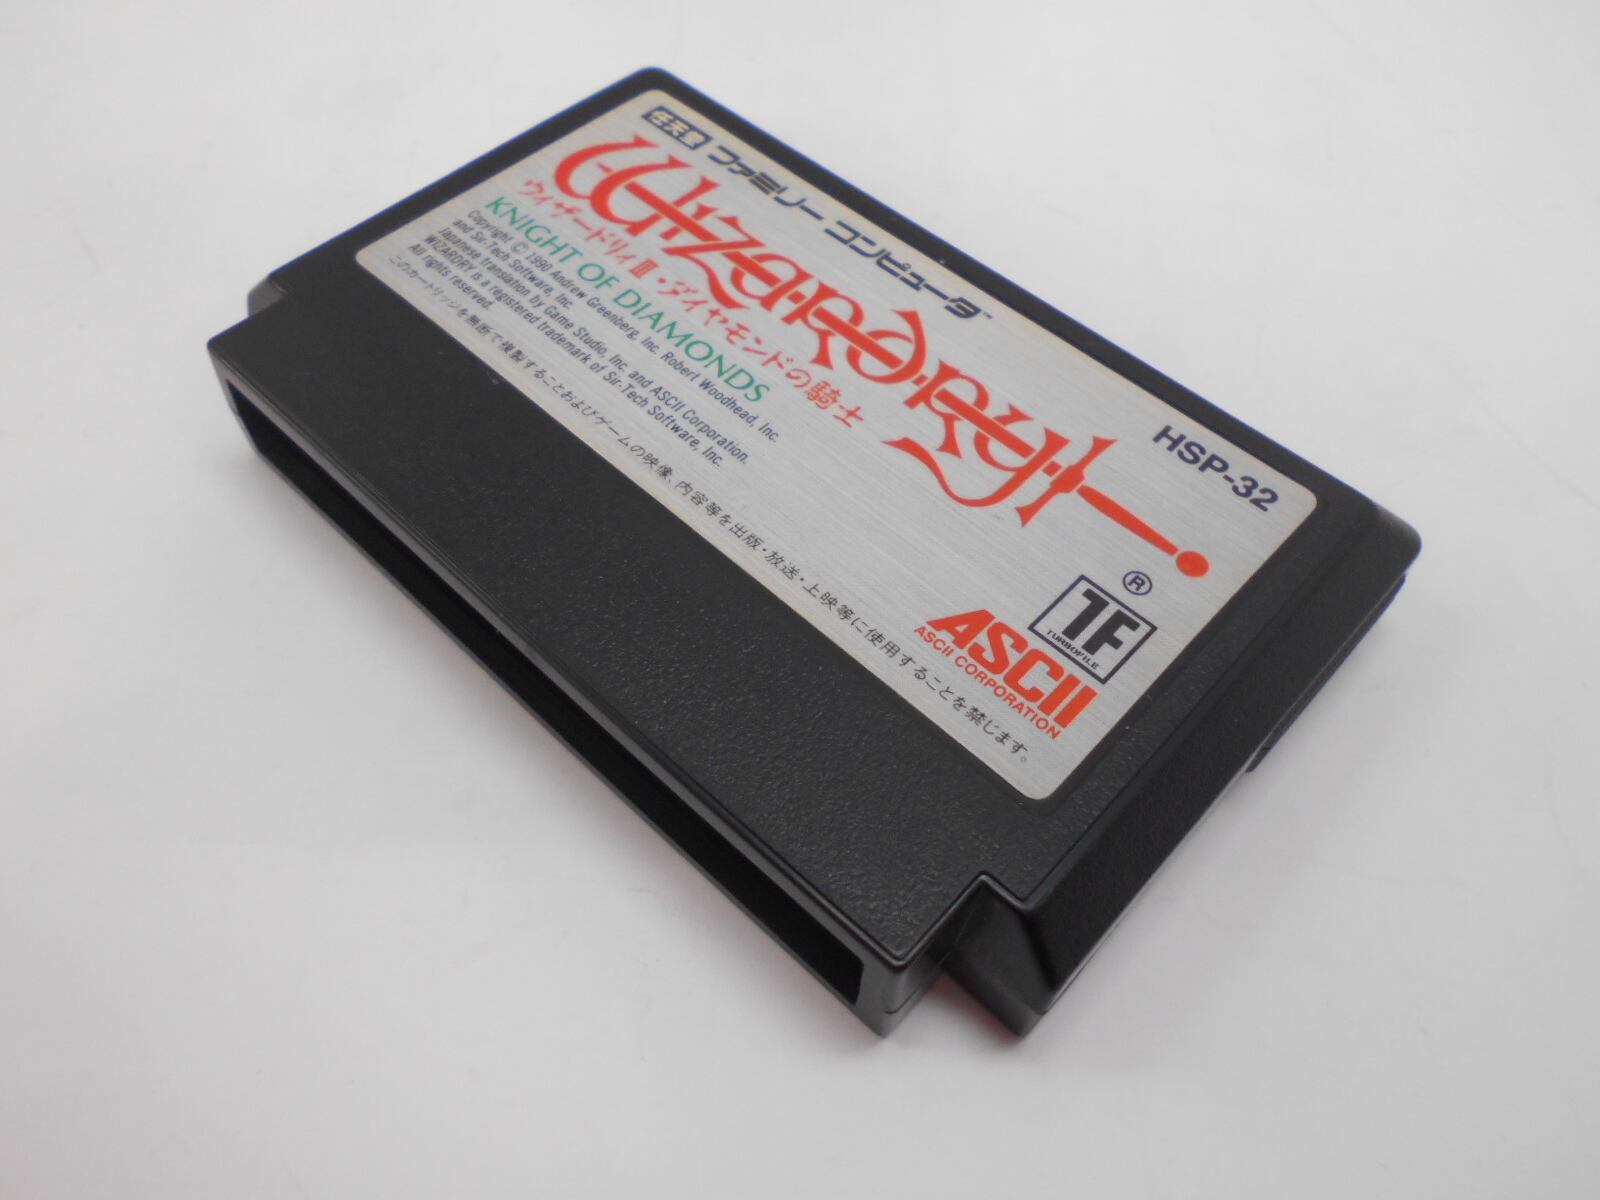 任天堂 ファミリー コンピュータ™
HSP-32
Wizardry
®
ウィザードリィIII・ダイヤモンドの騎士
KNIGHT OF DIAMONDS
Copyright © 1990 Andrew Greenberg, Inc. Robert Woodhead, Inc.
and Sir-Tech Software, Inc.
Japanese translation by Game Studio, Inc. and ASCII Corporation.
WIZARDRY is a registered trademark of Sir-Tech Software, Inc.
All rights reserved.
このカートリッジを無断で複製することおよびゲームの映像、内容等を出版・放送・上映等に使用することを禁じます。
TF
TURBOFILE
ASCII
ASCII CORPORATION